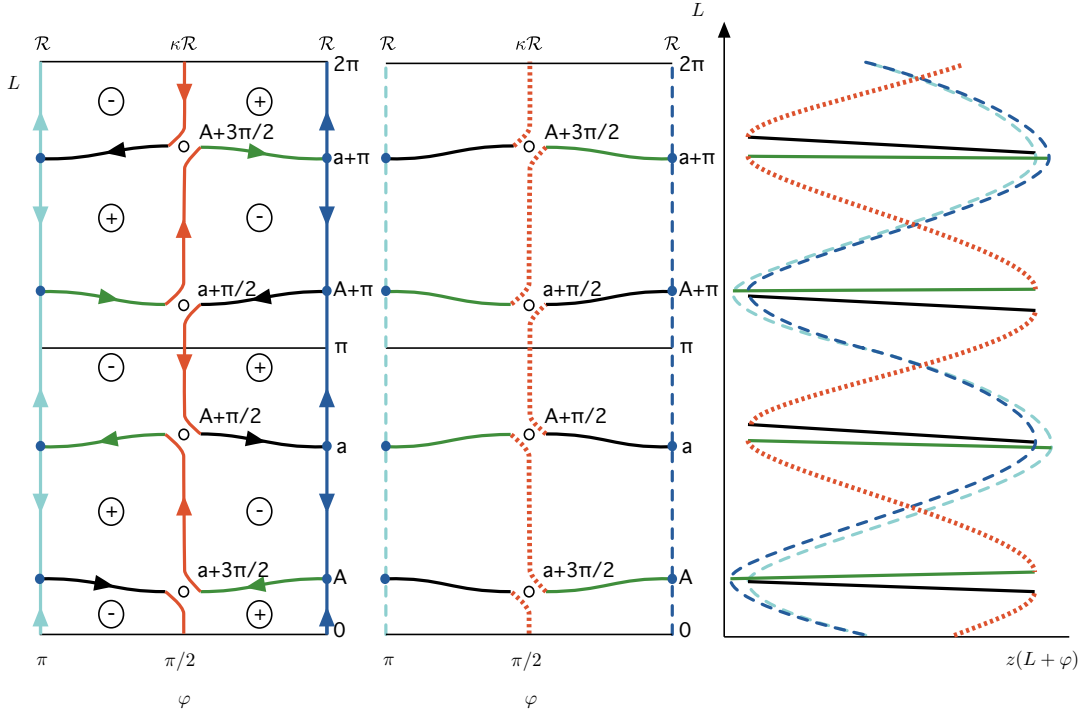 L
ℛ κℛ ℛ ℛ κℛ ℛ
L
2π 2π
- +
A+3π/2 A+3π/2
a+π a+π
+ -
A+π A+π
a+π/2 a+π/2
π π
- +
A+π/2 A+π/2
a a
+ -
a+3π/2 a+3π/2
A A
- +
0 0
π π/2 π π/2 z(L + φ)
φ φ